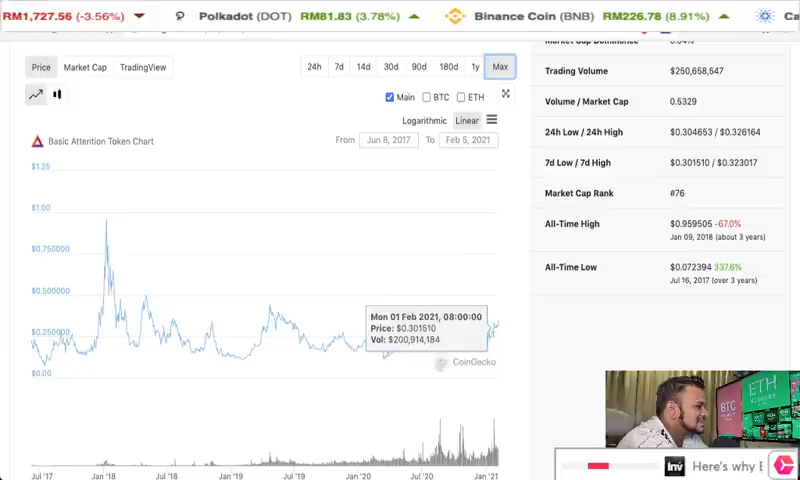 RM1,727.56 (-3.56%) Polkadot (DOT) RM81.83 (3.78%) Binance Coin (BNB) RM226.78 (8.91%) Ca
Price Market Cap TradingView 24h 7d 14d 30d 90d 180d 1y Max
Main BTC ETH
Logarithmic Linear
Basic Attention Token Chart From Jun 8, 2017 To Feb 5, 2021
$1.25
$1.00
$0.750000
$0.500000
$0.250000
$0.00
Mon 01 Feb 2021, 08:00:00
Price: $0.301510
Vol: $200,914,184
CoinGecko
Jul '17 Jan '18 Jul '18 Jan '19 Jul '19 Jan '20 Jul '20 Jan '21
Market Cap Dominance
Trading Volume $250,658,547
Volume / Market Cap 0.5329
24h Low / 24h High $0.304653 / $0.326164
7d Low / 7d High $0.301510 / $0.323017
Market Cap Rank #76
All-Time High $0.959505 -67.0%
Jan 09, 2018 (about 3 years)
All-Time Low $0.072394 337.6%
Jul 16, 2017 (over 3 years)
BTC
ETH
Inv Here's why E